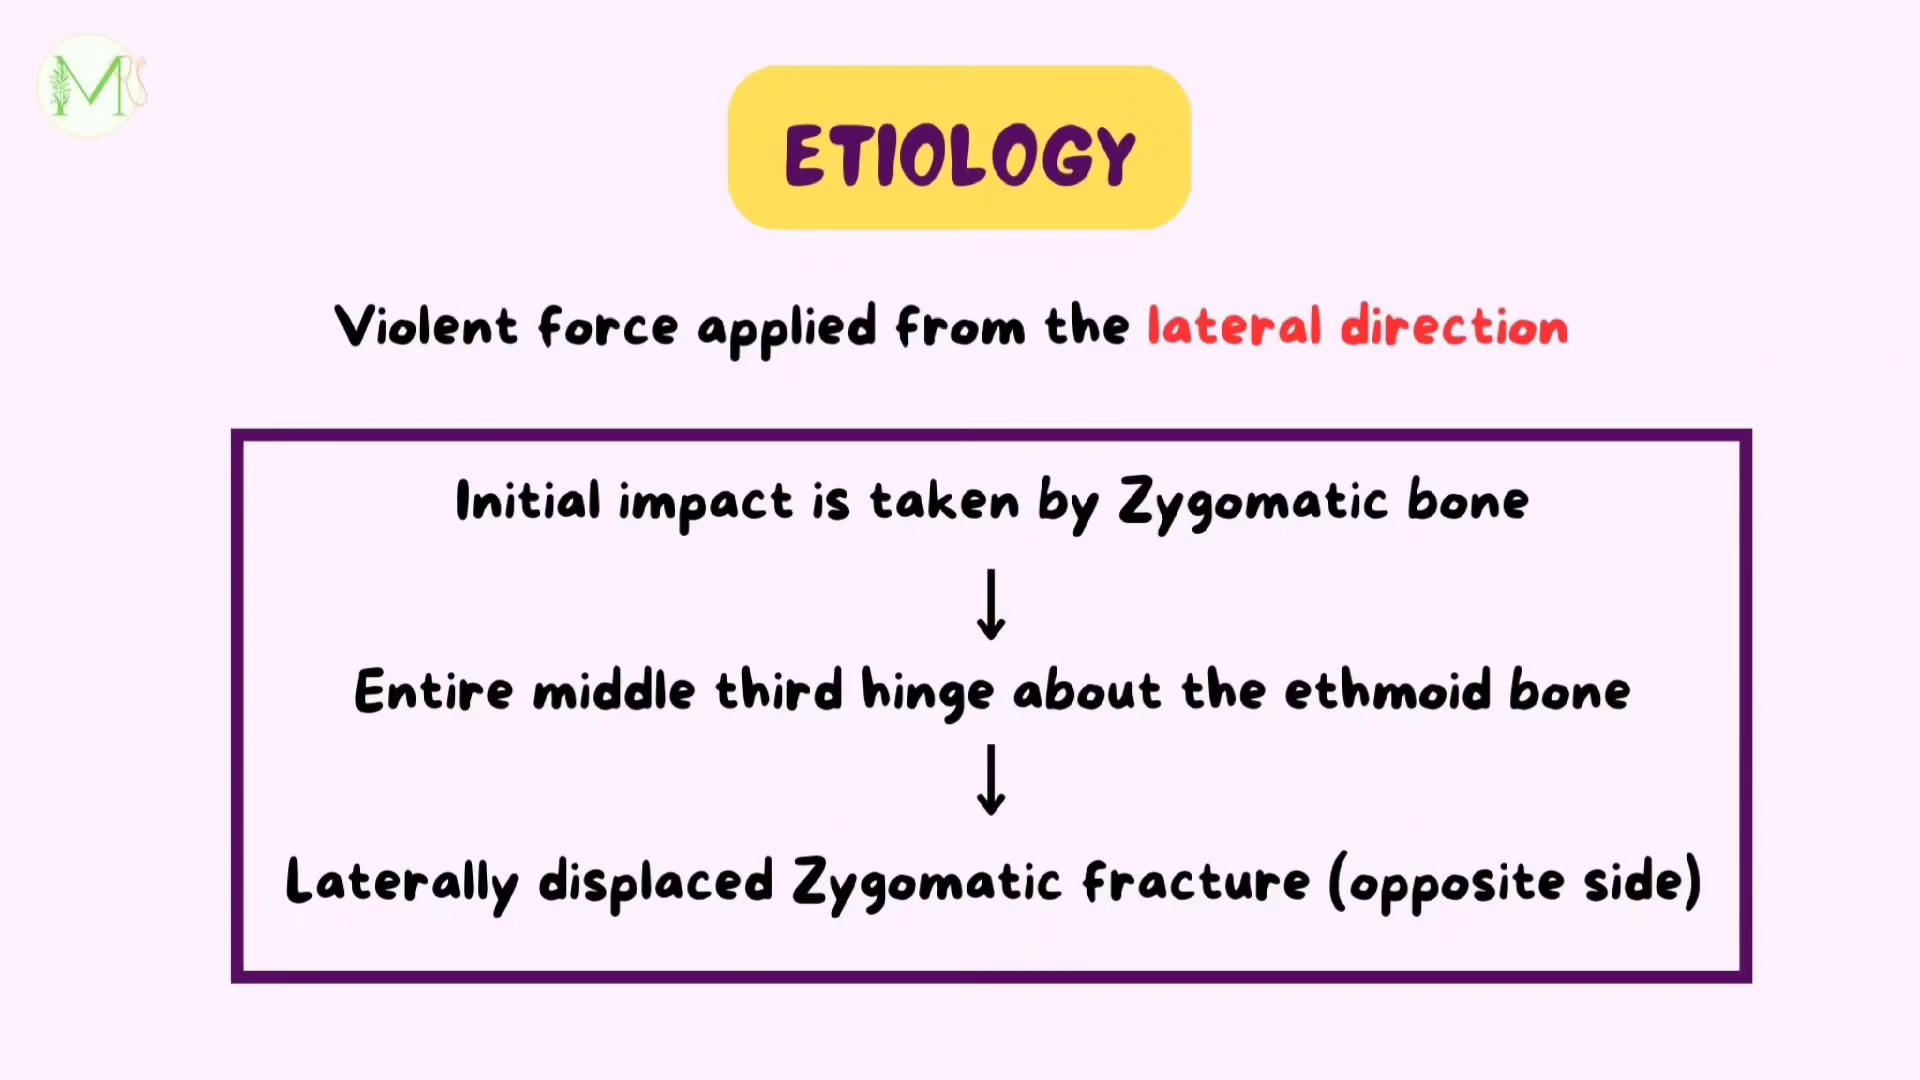 M
ETIOLOGY
Violent force applied from the lateral direction
Initial impact is taken by Zygomatic bone
Entire middle third hinge about the ethmoid bone
Laterally displaced Zygomatic fracture (opposite side)